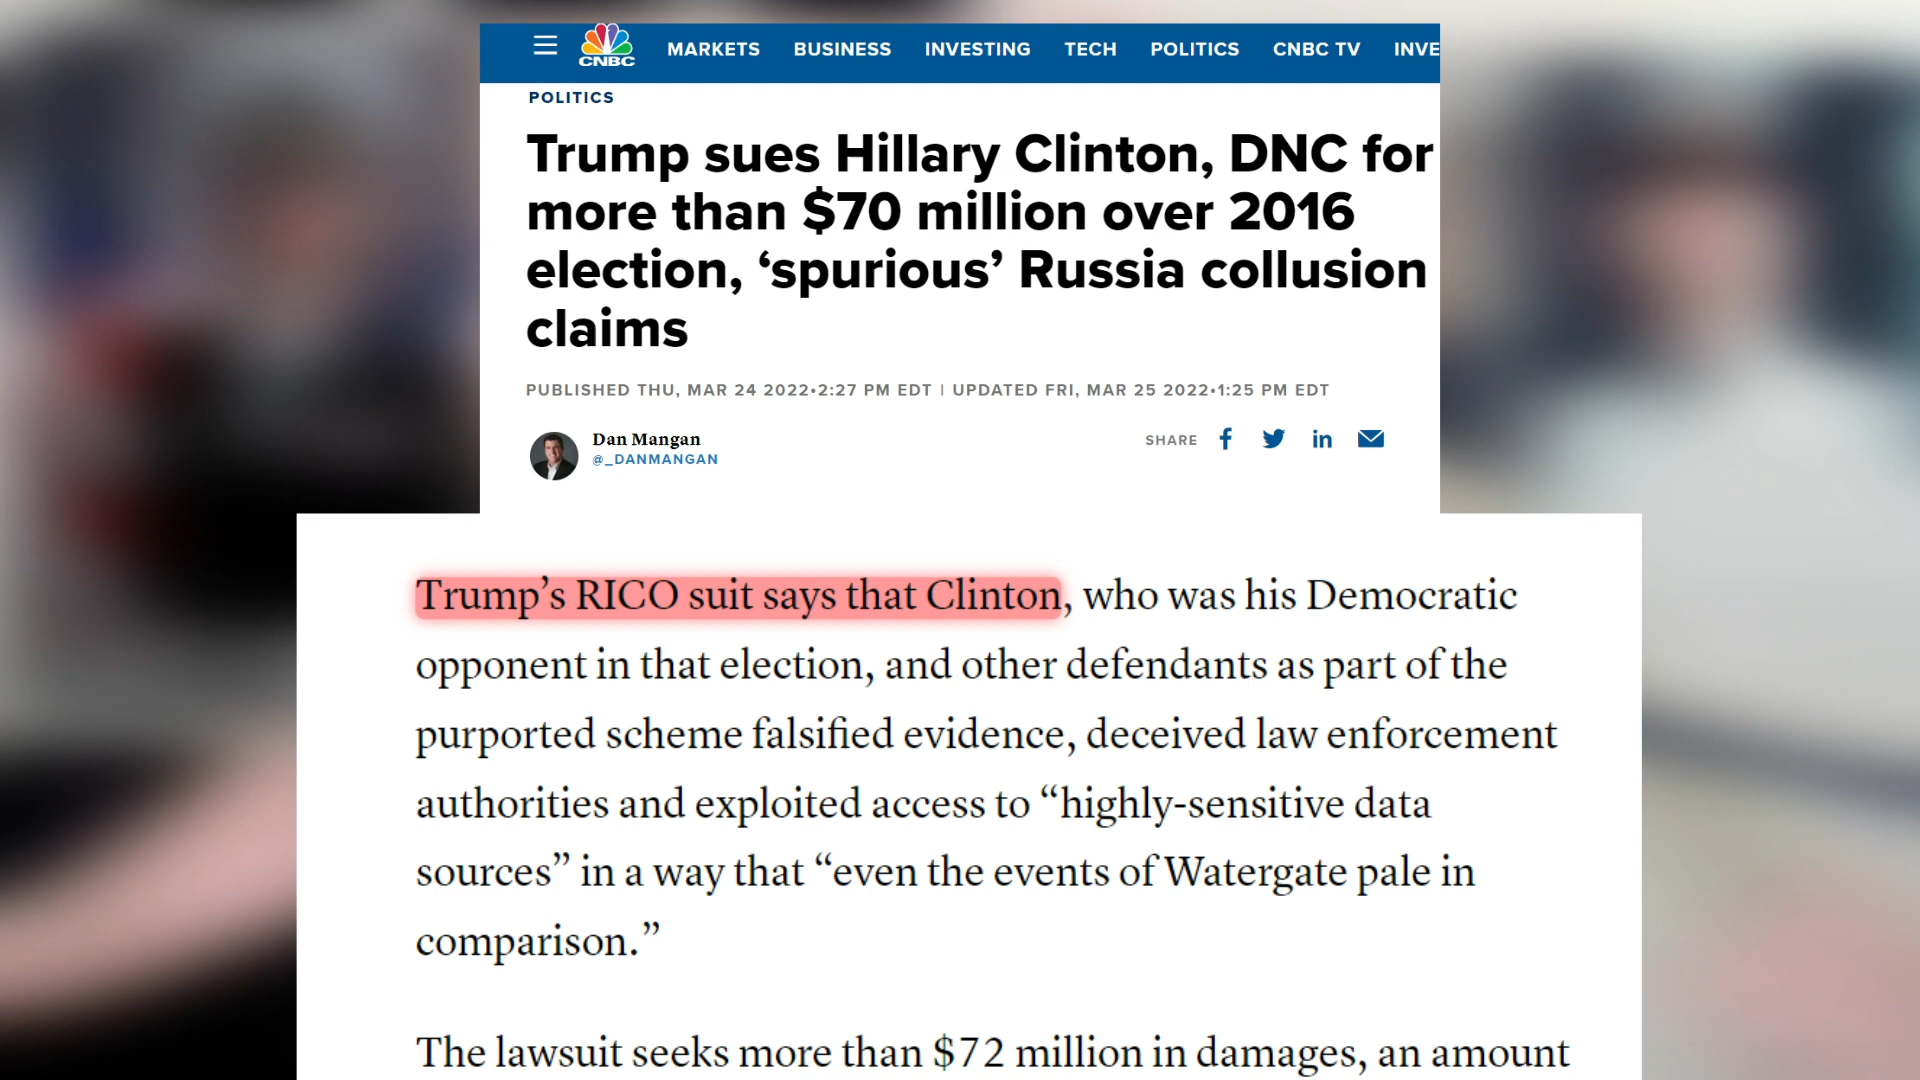 CNBC MARKETS BUSINESS INVESTING TECH POLITICS CNBC TV INVE
POLITICS
Trump sues Hillary Clinton, DNC for
more than $70 million over 2016
election, ‘spurious’ Russia collusion
claims
PUBLISHED THU, MAR 24 2022•2:27 PM EDT | UPDATED FRI, MAR 25 2022•1:25 PM EDT
Dan Mangan
@_DANMANGAN
SHARE
Trump’s RICO suit says that Clinton, who was his Democratic
opponent in that election, and other defendants as part of the
purported scheme falsified evidence, deceived law enforcement
authorities and exploited access to “highly-sensitive data
sources” in a way that “even the events of Watergate pale in
comparison.”
The lawsuit seeks more than $72 million in damages, an amount